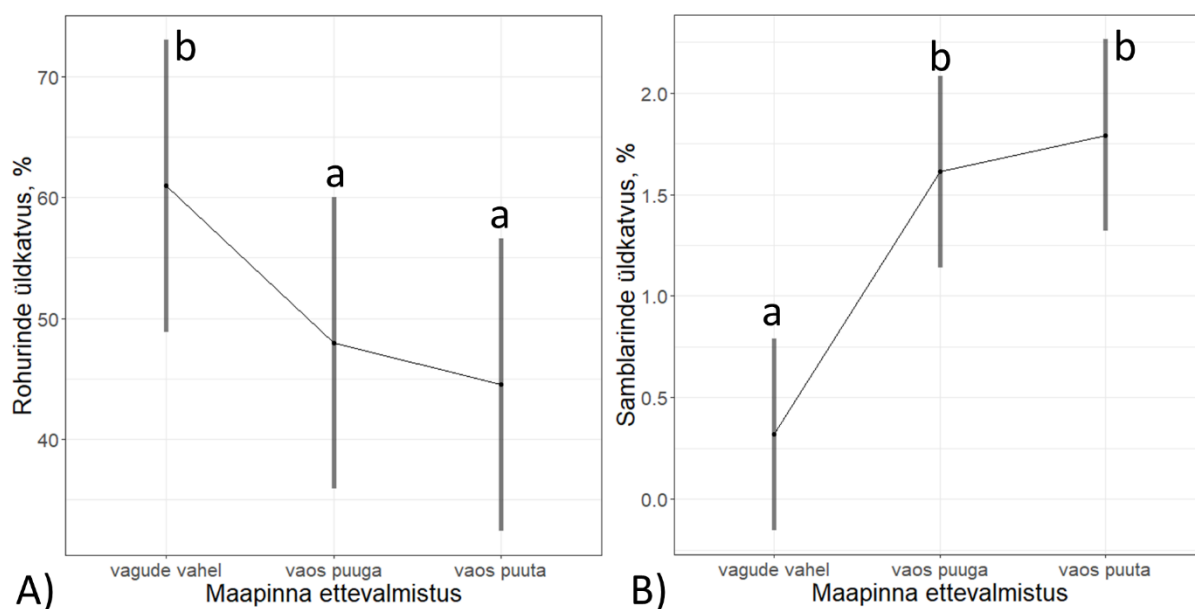 Rohurinde üldkatvus, %
70
60
50
40
b
a
a
vagude vahel
vaos puuga
vaos puuta
Maapinna ettevalmistus
A)
Samblarinde üldkatvus, %
2.0
1.5
1.0
0.5
0.0
a
b
b
vagude vahel
vaos puuga
vaos puuta
Maapinna ettevalmistus
B)